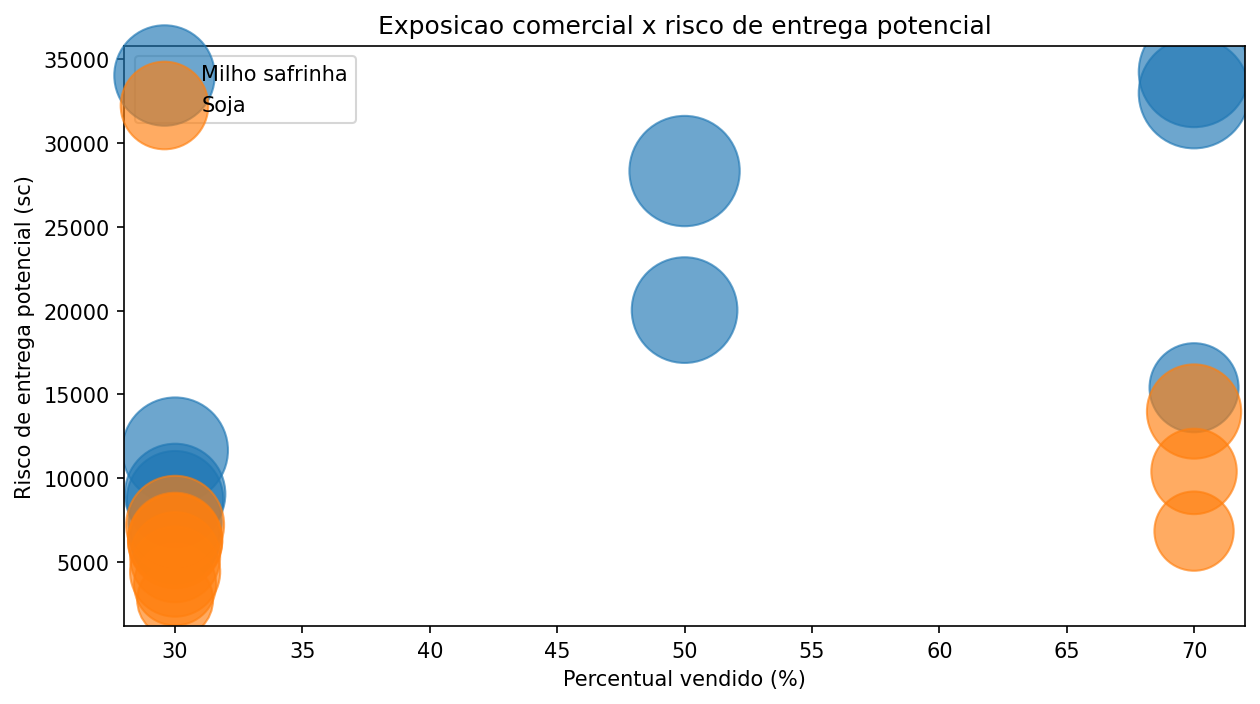 Exposicao comercial x risco de entrega potencial
Milho safrinha
Soja
Risco de entrega potencial (sc)
35000
30000
25000
20000
15000
10000
5000
30 35 40 45 50 55 60 65 70
Percentual vendido (%)